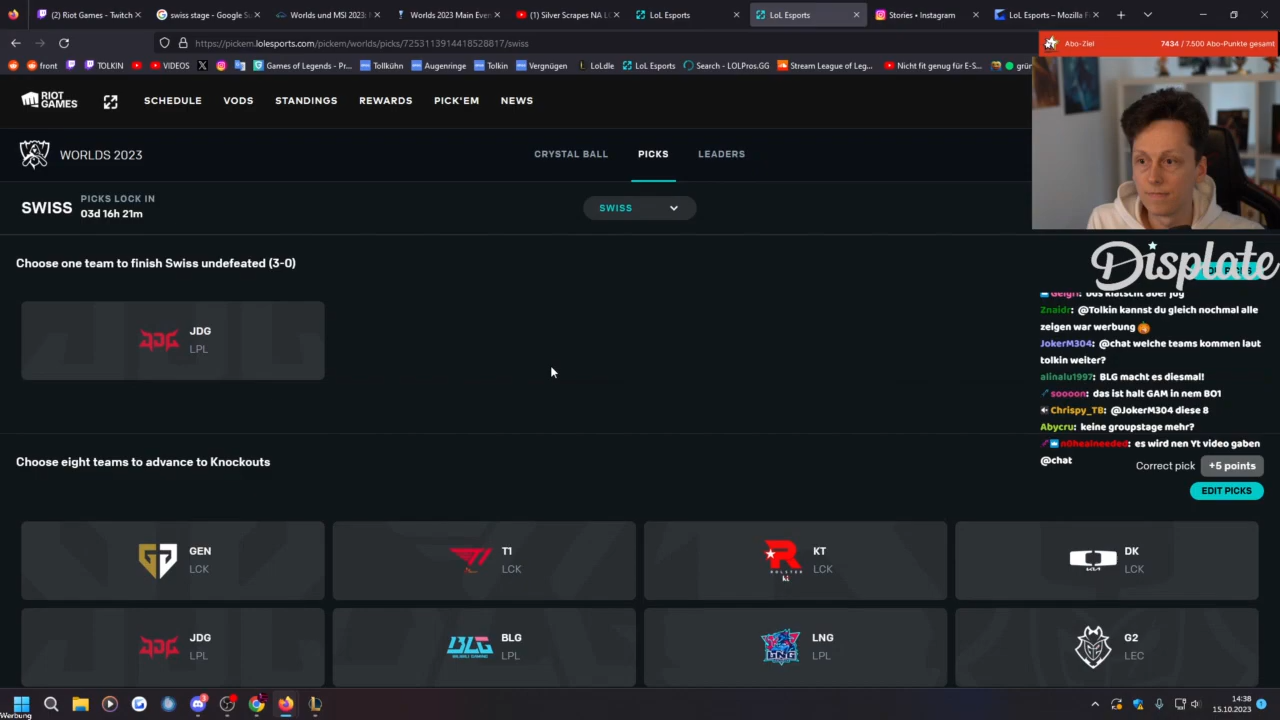 (2) Riot Games - Twitch
swiss stage - Google S
Worlds und MSI 2023:
Worlds 2023 Main Even
(1) Silver Scrapes NA L
LoL Esports
LoL Esports
Stories • Instagram
LoL Esports – Mozilla F
https://pickem.lolesports.com/pickem/worlds/picks/7253113914418528817/swiss
front
TOLKIN
VIDEOS
Games of Legends - Pr...
Tollkühn
Augenringe
Tolkin
Vergnügen
LoLdle
LoL Esports
Search - LOLPros.GG
Stream League of Leg...
Nicht fit genug für E-S...
grün
Abo-Ziel
7434 / 7.500 Abo-Punkte gesamt
RIOT GAMES
SCHEDULE
VODS
STANDINGS
REWARDS
PICK'EM
NEWS
WORLDS 2023
CRYSTAL BALL
PICKS
LEADERS
SWISS
PICKS LOCK IN
03d 16h 21m
SWISS
Choose one team to finish Swiss undefeated (3-0)
Displate
JDG
LPL
Geigri: bds klatscht aber jdg
Znaidr: @Tolkin kannst du gleich nochmal alle
zeigen war werbung
JokerM304: @chat welche teams kommen laut
tolkin weiter?
alinalu1997: BLG macht es diesmal!
soooon: das ist halt GAM in nem BO1
Chrispy_TB: @JokerM304 diese 8
Abycru: keine groupstage mehr?
n0healneeded: es wird nen Yt video gaben
@chat
Choose eight teams to advance to Knockouts
Correct pick
+5 points
EDIT PICKS
GEN
LCK
T1
LCK
KT
LCK
DK
LCK
JDG
LPL
BLG
LPL
LNG
LPL
G2
LEC
14:38
15.10.2023
Werbung